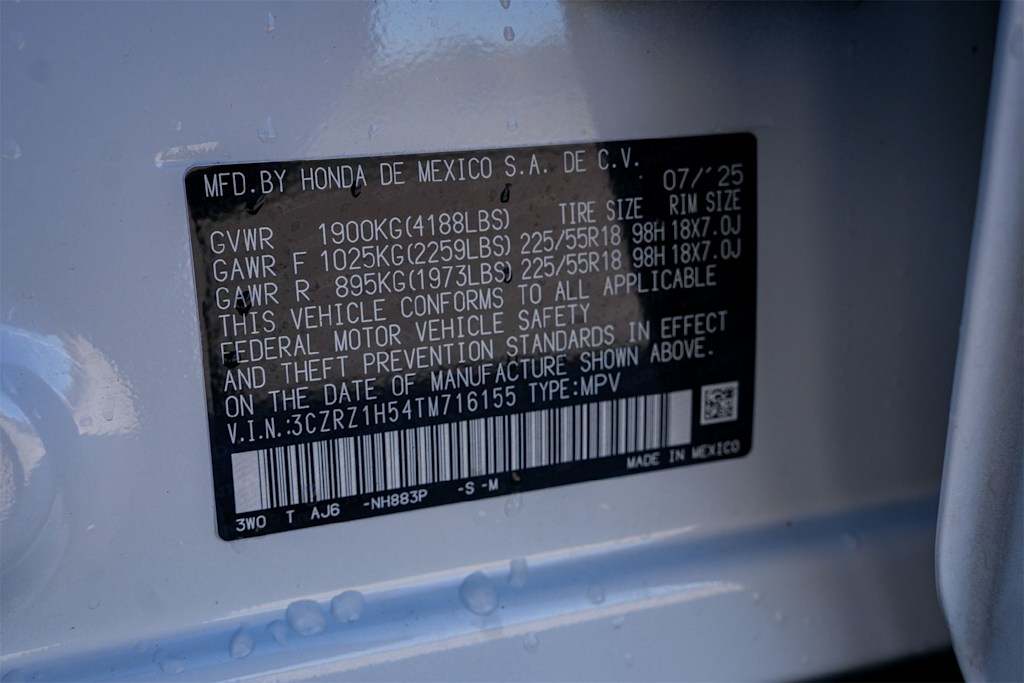 MFD.BY HONDA DE MEXICO S.A. DE C.V.
07/'25
TIRE SIZE RIM SIZE
GVWR 1900KG(4188LBS)
GAWR F 1025KG(2259LBS) 225/55R18 98H 18X7.0J
GAWR R 895KG(1973LBS) 225/55R18 98H 18X7.0J
THIS VEHICLE CONFORMS TO ALL APPLICABLE
FEDERAL MOTOR VEHICLE SAFETY
AND THEFT PREVENTION STANDARDS IN EFFECT
ON THE DATE OF MANUFACTURE SHOWN ABOVE.
V.I.N.:3CZRZ1H54TM716155 TYPE:MPV
MADE IN MEXICO
3W0 T AJ6 -NH883P -S -M